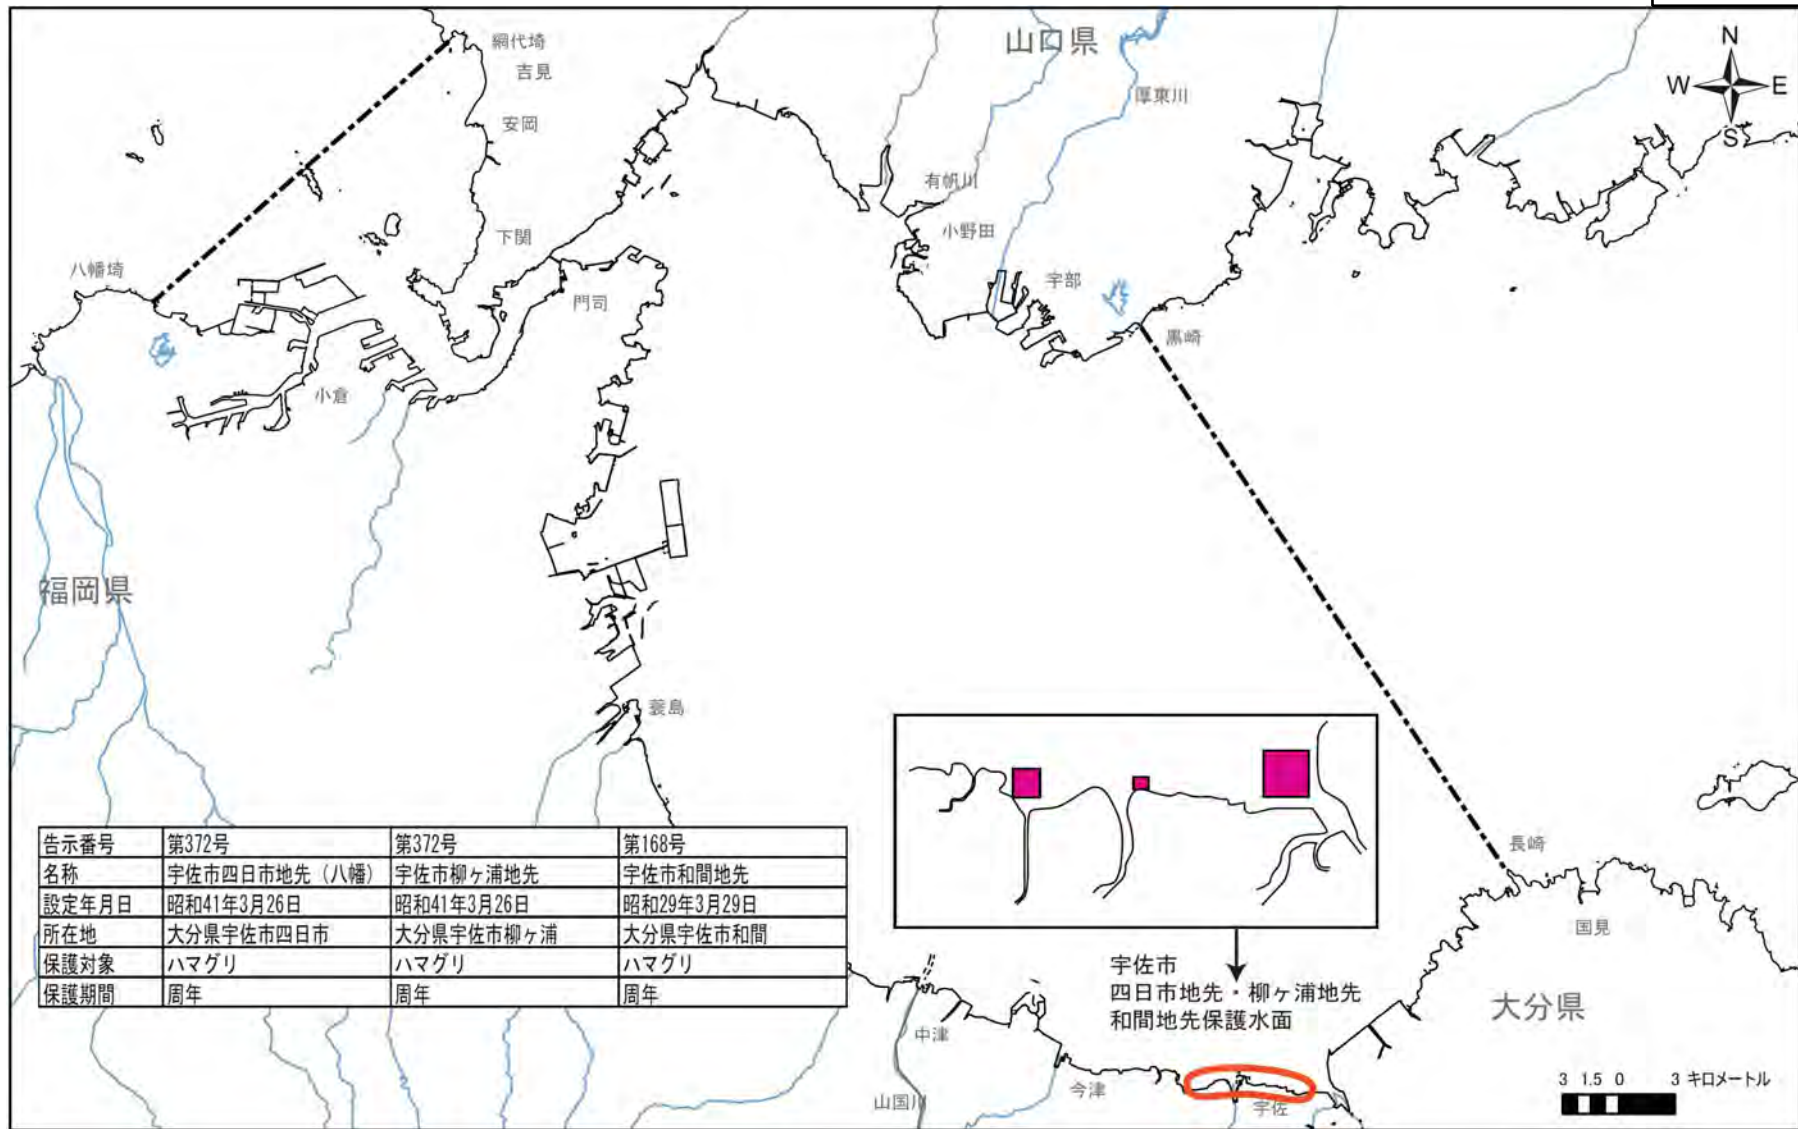 網代埼
山口県
N
吉見
W
E
厚東川
安岡
S
有帆川
下関
小野田
八幡埼
宇部
門司
黒崎
小倉
福岡県
蓑島
告示番号 第372号 第372号 第168号
名称 宇佐市四日市地先（八幡） 宇佐市柳ヶ浦地先 宇佐市和間地先
設定年月日 昭和41年3月26日 昭和41年3月26日 昭和29年3月29日
所在地 大分県宇佐市四日市 大分県宇佐市柳ヶ浦 大分県宇佐市和間
保護対象 ハマグリ ハマグリ ハマグリ
保護期間 周年 周年 周年
長崎
国見
宇佐市
四日市地先・柳ヶ浦地先
和間地先保護水面
大分県
中津
今津
山国川
宇佐
3 1.5 0 3 キロメートル